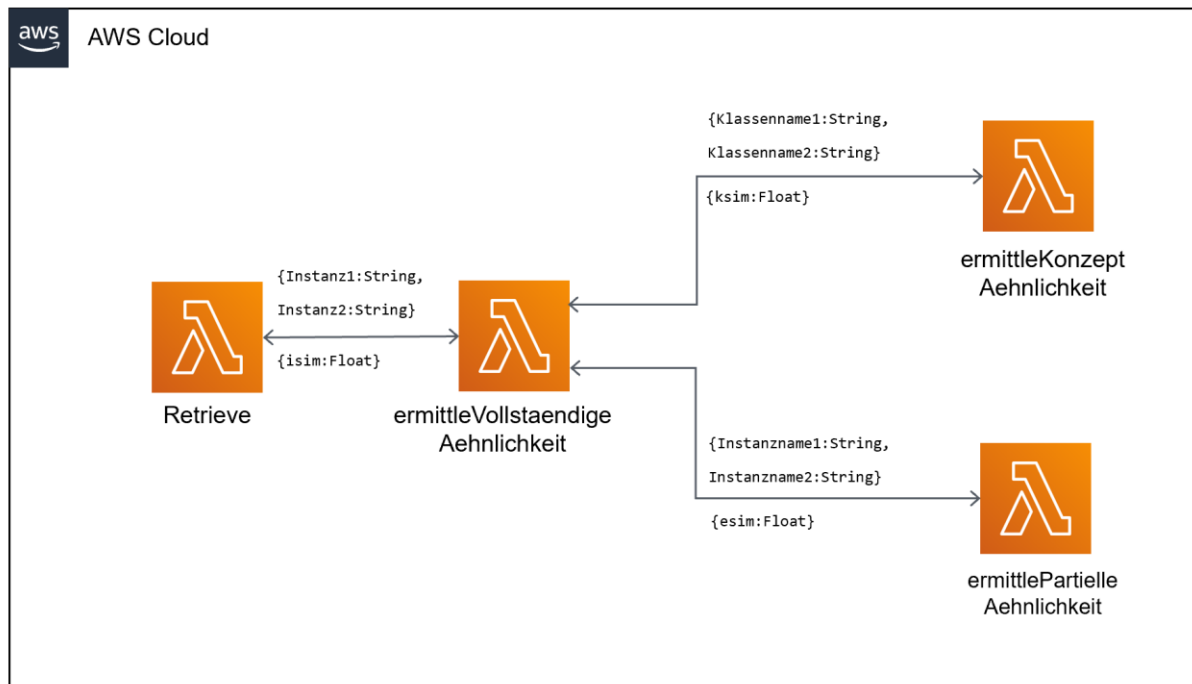 aws
AWS Cloud
{Klassenname1:String,
Klassenname2:String}
{ksim:Float}
ermittleKonzept
Aehnlichkeit
{Instanz1:String,
Instanz2:String}
{isim:Float}
Retrieve
ermittleVollstaendige
Aehnlichkeit
{Instanzname1:String,
Instanzname2:String}
{esim:Float}
ermittlePartielle
Aehnlichkeit